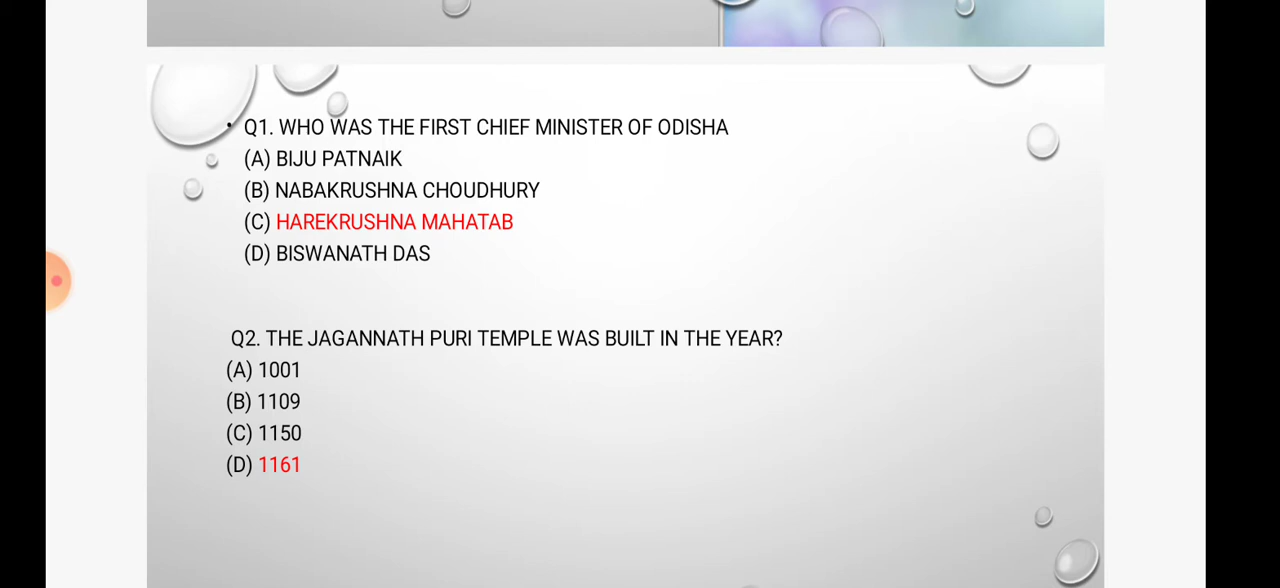 • Q1. WHO WAS THE FIRST CHIEF MINISTER OF ODISHA
(A) BIJU PATNAIK
(B) NABAKRUSHNA CHOUDHURY
(C) HAREKRUSHNA MAHATAB
(D) BISWANATH DAS
Q2. THE JAGANNATH PURI TEMPLE WAS BUILT IN THE YEAR?
(A) 1001
(B) 1109
(C) 1150
(D) 1161